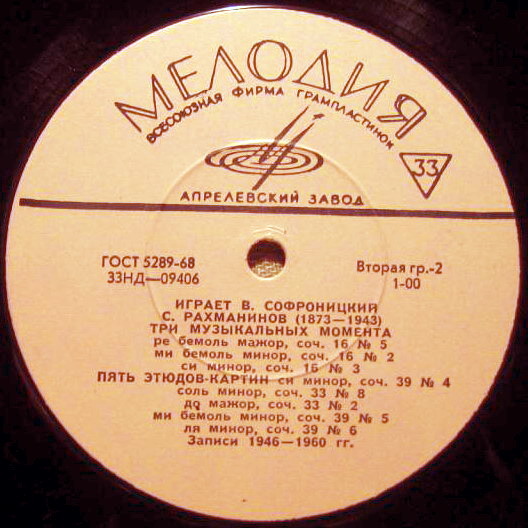 МЕЛОДИЯ
ВСЕСОЮЗНАЯ ФИРМА ГРАМПЛАСТИНОК
33
АПРЕЛЕВСКИЙ ЗАВОД
ГОСТ 5289-68
33НД—09406
Вторая гр.-2
1-00
ИГРАЕТ В. СОФРОНИЦКИЙ
С. РАХМАНИНОВ (1873—1943)
ТРИ МУЗЫКАЛЬНЫХ МОМЕНТА
ре бемоль мажор, соч. 16 № 5
ми бемоль минор, соч. 16 № 2
си минор, соч. 16 № 3
ПЯТЬ ЭТЮДОВ-КАРТИН си минор, соч. 39 № 4
соль минор, соч. 33 № 8
до мажор, соч. 33 № 2
ми бемоль минор, соч. 39 № 5
ля минор, соч. 39 № 6
Записи 1946—1960 гг.